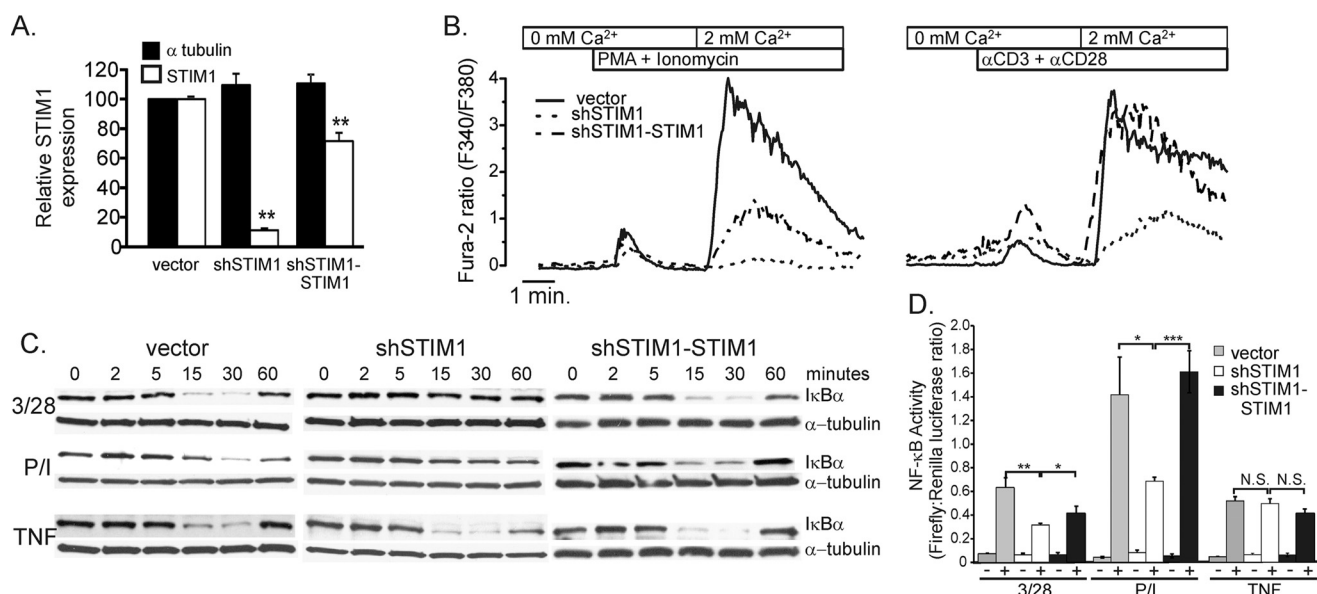 A.
α tubulin
STIM1
Relative STIM1
expression
120
100
80
60
40
20
0
**
**
vector
shSTIM1
shSTIM1-
STIM1
B.
0 mM Ca²⁺
2 mM Ca²⁺
PMA + Ionomycin
Fura-2 ratio (F340/F380)
4
3
2
1
0
vector
shSTIM1
shSTIM1-STIM1
1 min.
0 mM Ca²⁺
2 mM Ca²⁺
αCD3 + αCD28
C.
vector
shSTIM1
shSTIM1-STIM1
0 2 5 15 30 60 0 2 5 15 30 60 0 2 5 15 30 60 minutes
3/28
IκBα
α−tubulin
P/I
IκBα
α−tubulin
TNF
IκBα
α−tubulin
D.
NF-κB Activity
(Firefly:Renilla luciferase ratio)
2.0
1.8
1.6
1.4
1.2
1.0
0.8
0.6
0.4
0.2
0
vector
shSTIM1
shSTIM1-
STIM1
** *
* ***
N.S. N.S.
- + - + - + - + - + - + - + - + - +
3/28 P/I TNF